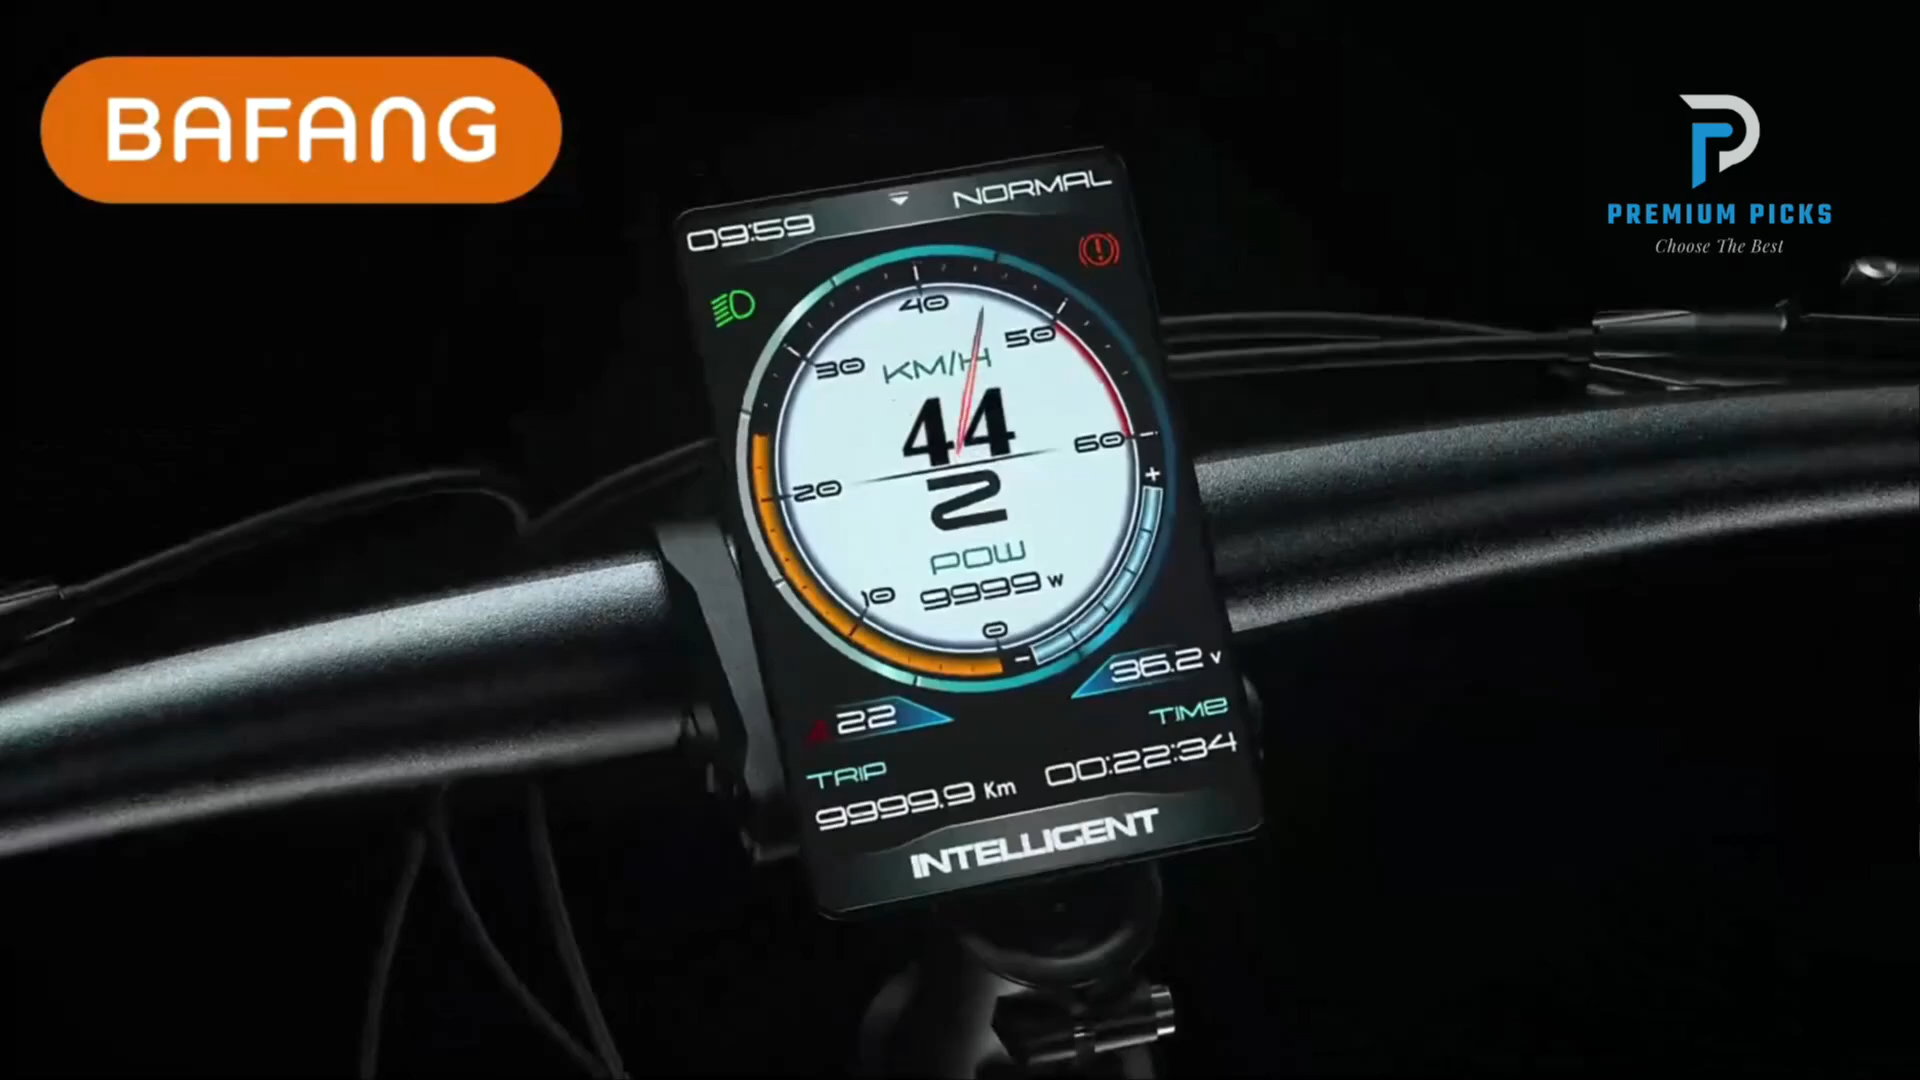 BAFANG
PREMIUM PICKS
Choose The Best
09:59
NORMAL
40
50
30
KM/H
44
60
20
2
POW
9999 W
10
0
36.2 V
22
TIME
00:22:34
TRIP
9999.9 Km
INTELLIGENT